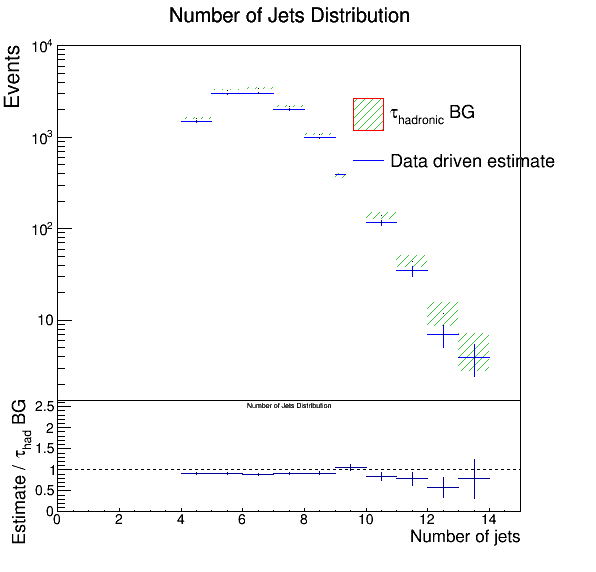 Number of Jets Distribution
Events
10^4
10^3
10^2
10
τ_hadronic BG
Data driven estimate
Number of Jets Distribution
Estimate / τ_had BG
2.5
2
1.5
1
0.5
0
0 2 4 6 8 10 12 14
Number of jets